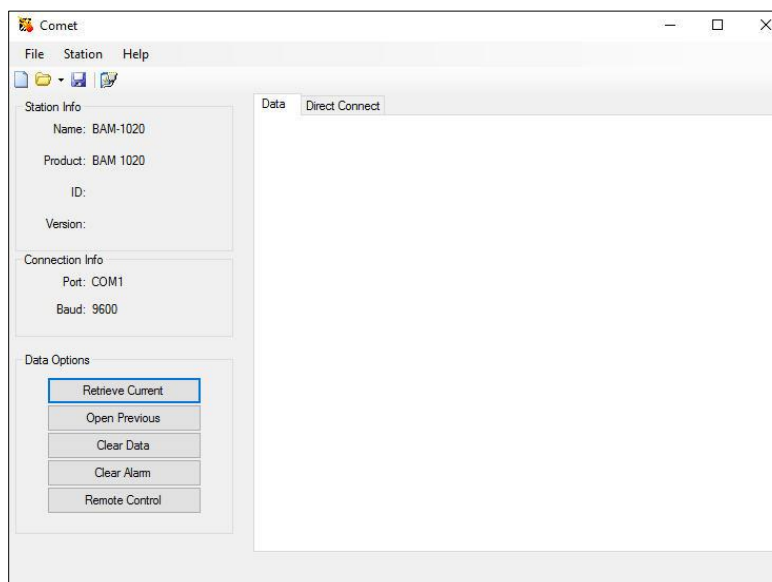 Comet
File Station Help
Station Info
Name: BAM-1020
Product: BAM 1020
ID:
Version:
Connection Info
Port: COM1
Baud: 9600
Data Options
Retrieve Current
Open Previous
Clear Data
Clear Alarm
Remote Control
Data Direct Connect